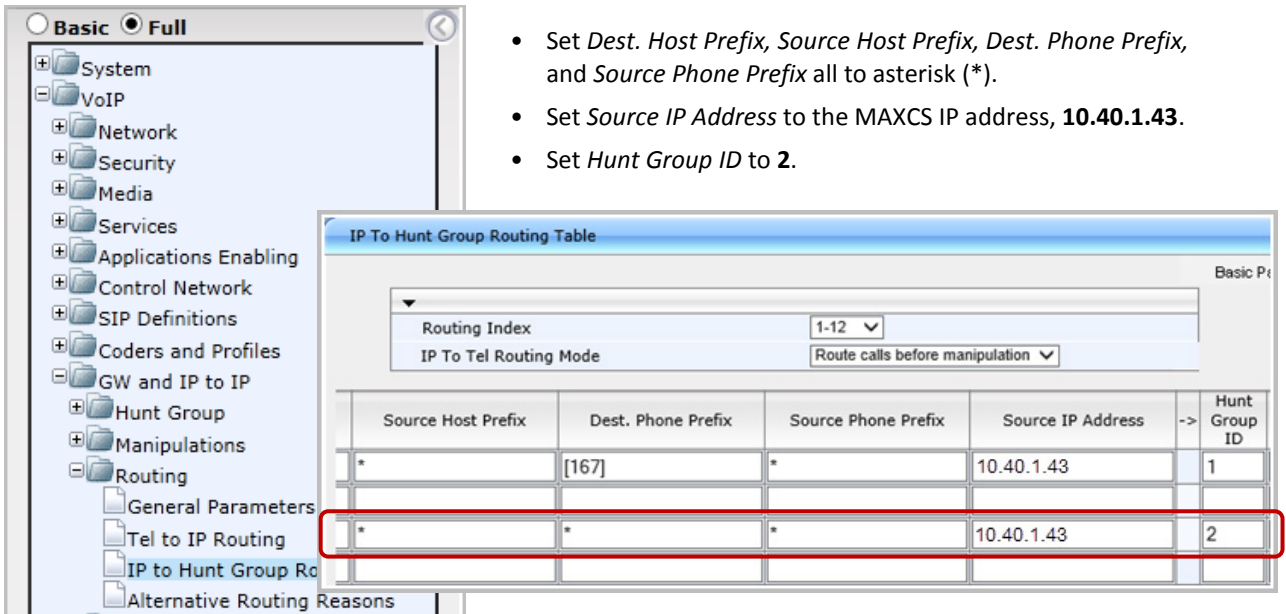 Basic Full
System
VoIP
Network
Security
Media
Services
Applications Enabling
Control Network
SIP Definitions
Coders and Profiles
GW and IP to IP
Hunt Group
Manipulations
Routing
General Parameters
Tel to IP Routing
IP to Hunt Group Ro
Alternative Routing Reasons
• Set Dest. Host Prefix, Source Host Prefix, Dest. Phone Prefix,
and Source Phone Prefix all to asterisk (*).
• Set Source IP Address to the MAXCS IP address, 10.40.1.43.
• Set Hunt Group ID to 2.
IP To Hunt Group Routing Table
Basic Pa
Routing Index 1-12
IP To Tel Routing Mode Route calls before manipulation
Source Host Prefix Dest. Phone Prefix Source Phone Prefix Source IP Address -> Hunt Group ID
* [167] * 10.40.1.43 1
* * * 10.40.1.43 2